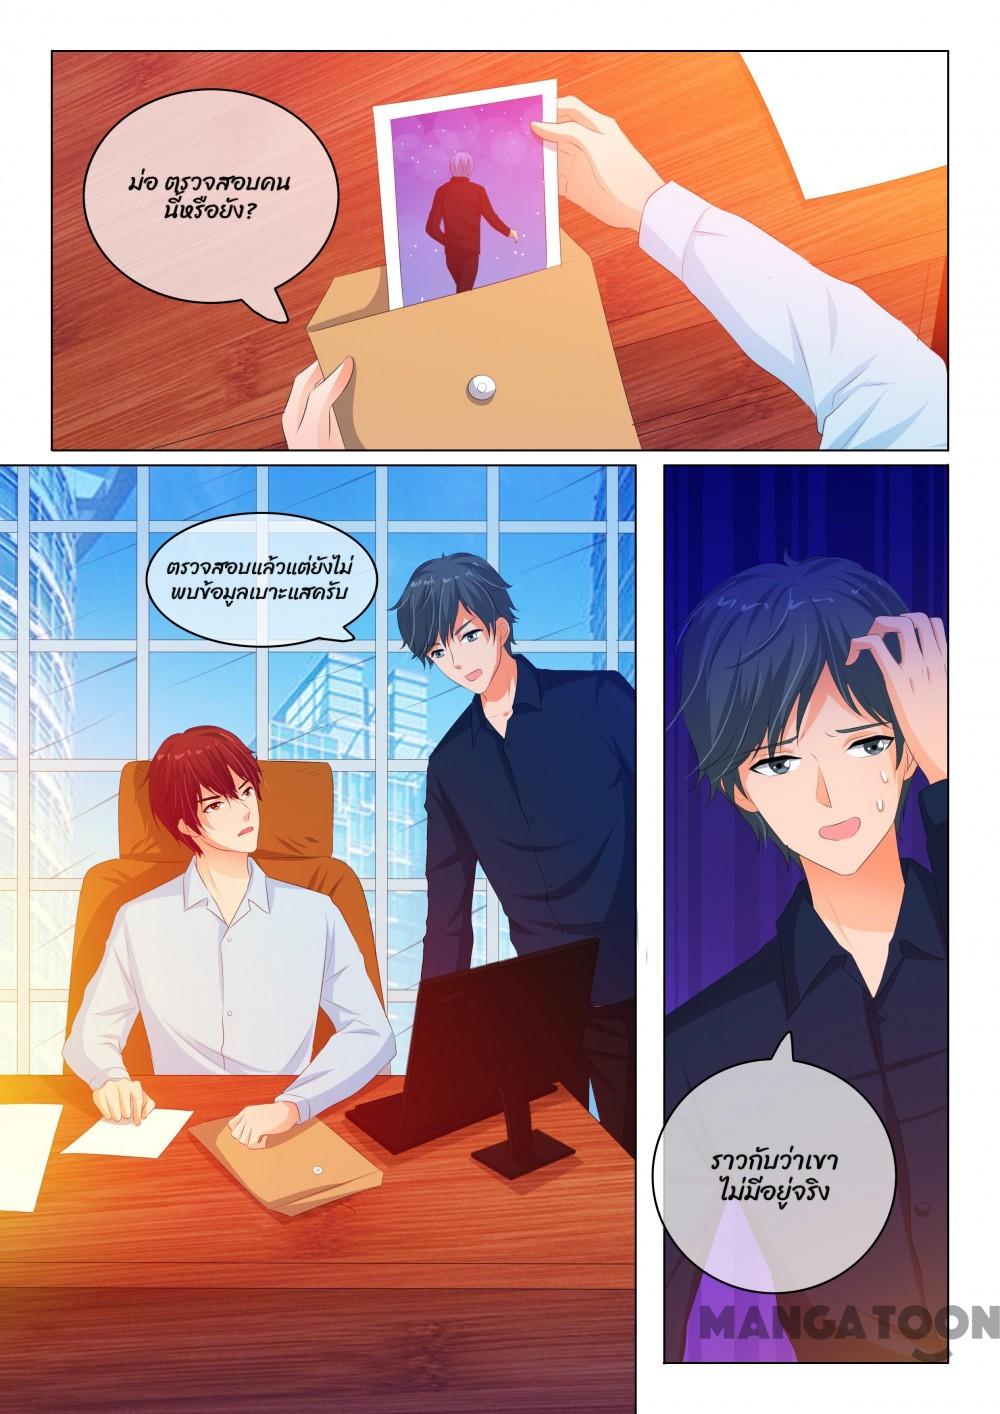 ม่อ ตรวจสอบคน
นี้หรือยัง?
ตรวจสอบแล้วแต่ยังไม่
พบข้อมูลเบาะแสครับ
ราวกับว่าเขา
ไม่มีอยู่จริง
MANGATOON